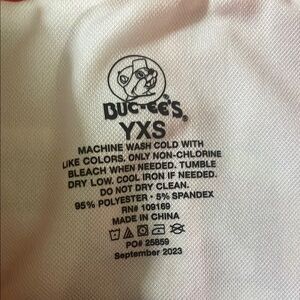 BUC-EE'S®
YXS
MACHINE WASH COLD WITH
LIKE COLORS. ONLY NON-CHLORINE
BLEACH WHEN NEEDED. TUMBLE
DRY LOW. COOL IRON IF NEEDED.
DO NOT DRY CLEAN.
95% POLYESTER • 5% SPANDEX
RN# 109169
MADE IN CHINA
PO# 25859
September 2023